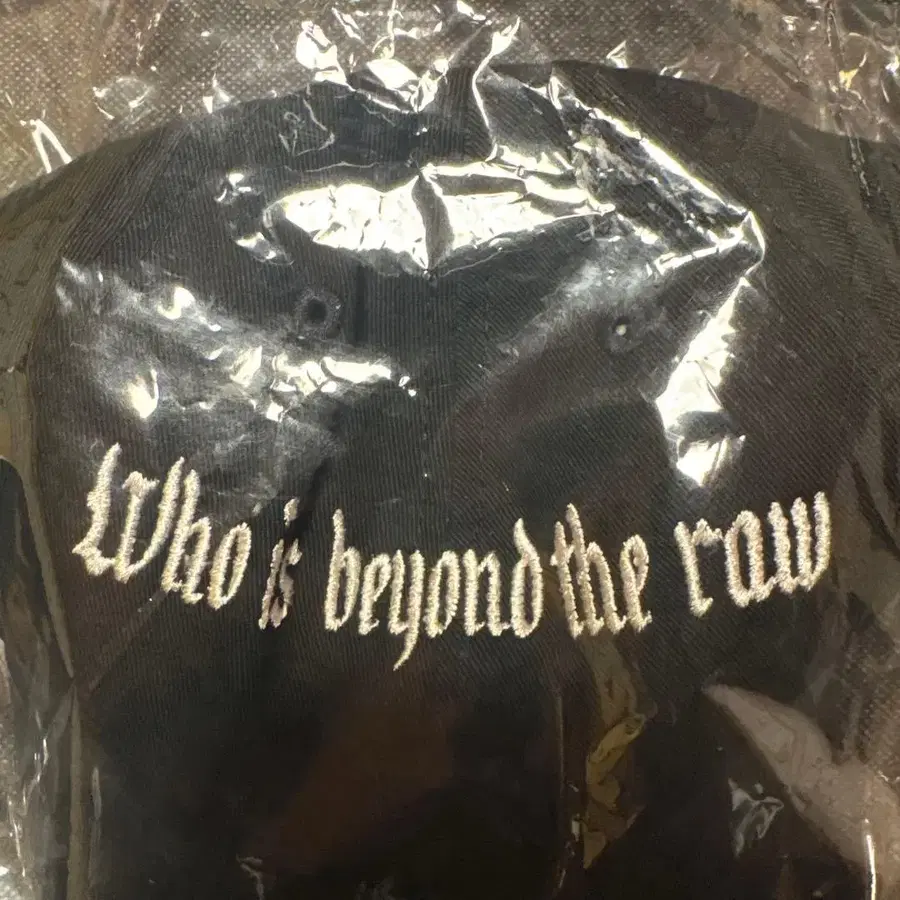 Who is beyond the raw